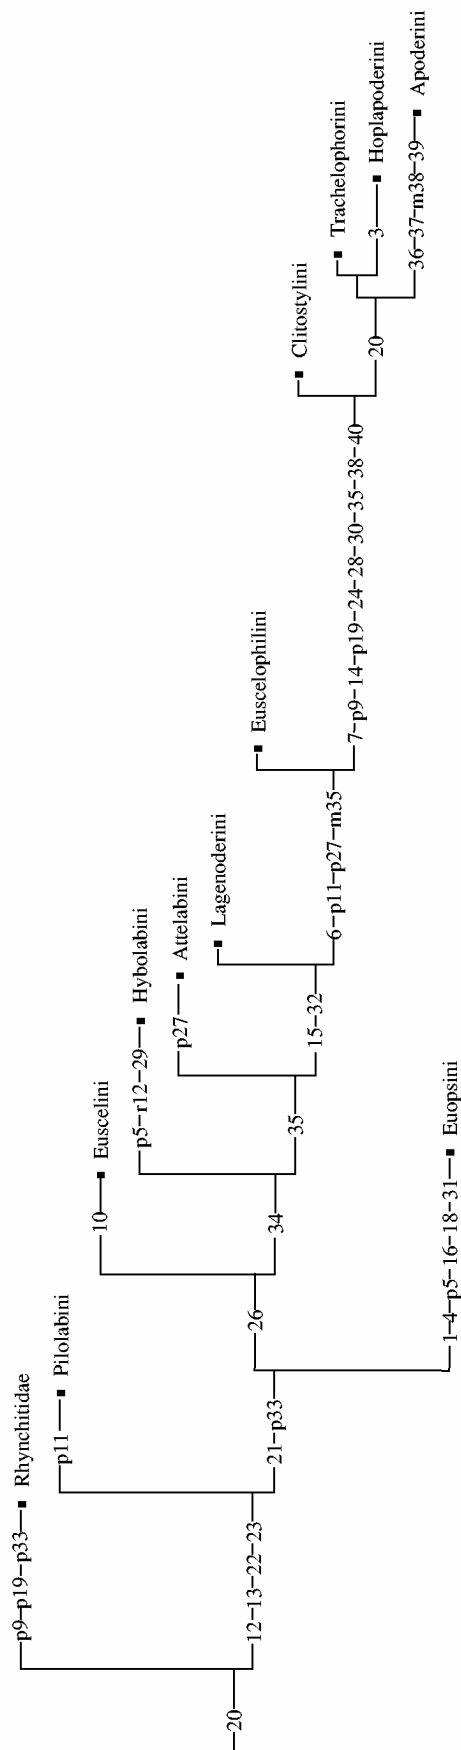 p9–p19–p33 Rhynchitidae
p11 Pilolabini
10 Euscelini
p5–r12–29 Hybolabini
p27 Attelabini
Lagenoderini
Euscelophilini
Clitostylini
Trachelophorini
3 Hoplapoderini
36–37–m38–39 Apoderini
20
7–p9–14–p19–24–28–30–35–38–40
6–p11–p27–m35
15–32
35
34
26
21–p33
12–13–22–23
20
1–4–p5–16–18–31 Euopsini